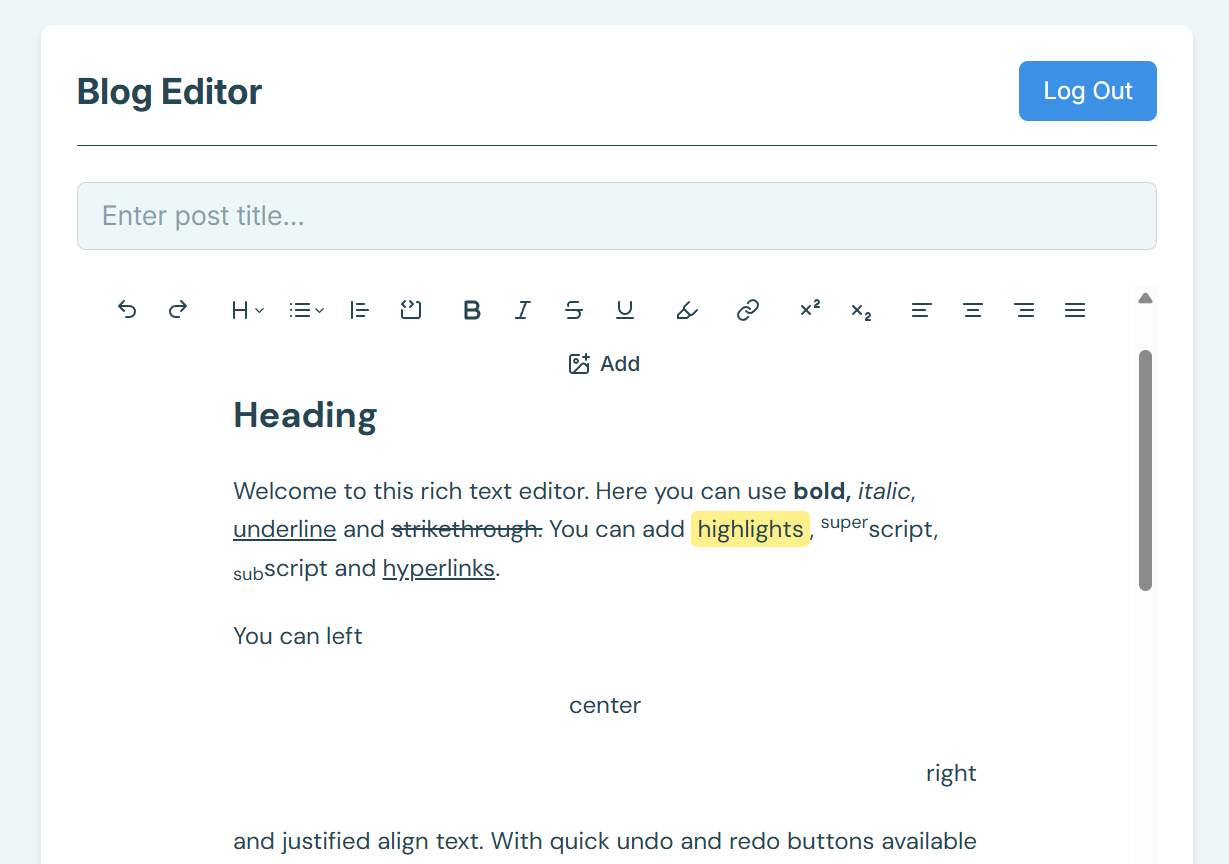 Blog Editor
Log Out
Enter post title...
H
B I S U x² x₂
Add
Heading
Welcome to this rich text editor. Here you can use bold, italic,
underline and strikethrough. You can add highlights, superscript,
subscript and hyperlinks.
You can left
center
right
and justified align text. With quick undo and redo buttons available